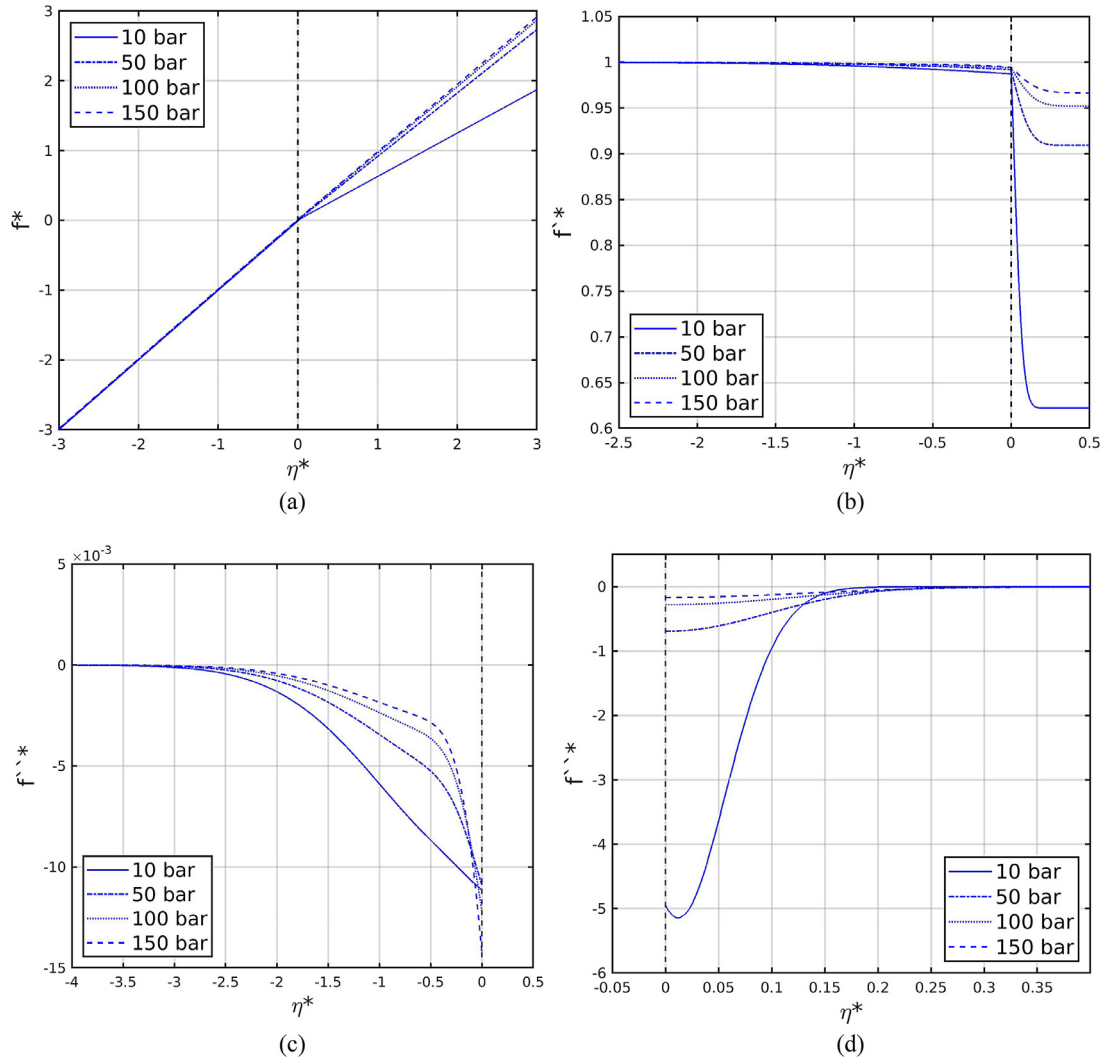 3
2
1
0
-1
-2
-3
-3
-2
-1
0
1
2
3
f*
η*
10 bar
50 bar
100 bar
150 bar
(a)
1.05
1
0.95
0.9
0.85
0.8
0.75
0.7
0.65
0.6
-2.5
-2
-1
-0.5
0
0.5
f`*
η*
10 bar
50 bar
100 bar
150 bar
(b)
×10⁻³
5
0
-5
-10
-15
-4
-3.5
-3
-2.5
-2
-1.5
-1
-0.5
0
0.5
f``*
η*
10 bar
50 bar
100 bar
150 bar
(c)
0
-1
-2
-3
-4
-5
-6
-0.05
0
0.05
0.1
0.15
0.2
0.25
0.3
0.35
f``*
η*
10 bar
50 bar
100 bar
150 bar
(d)